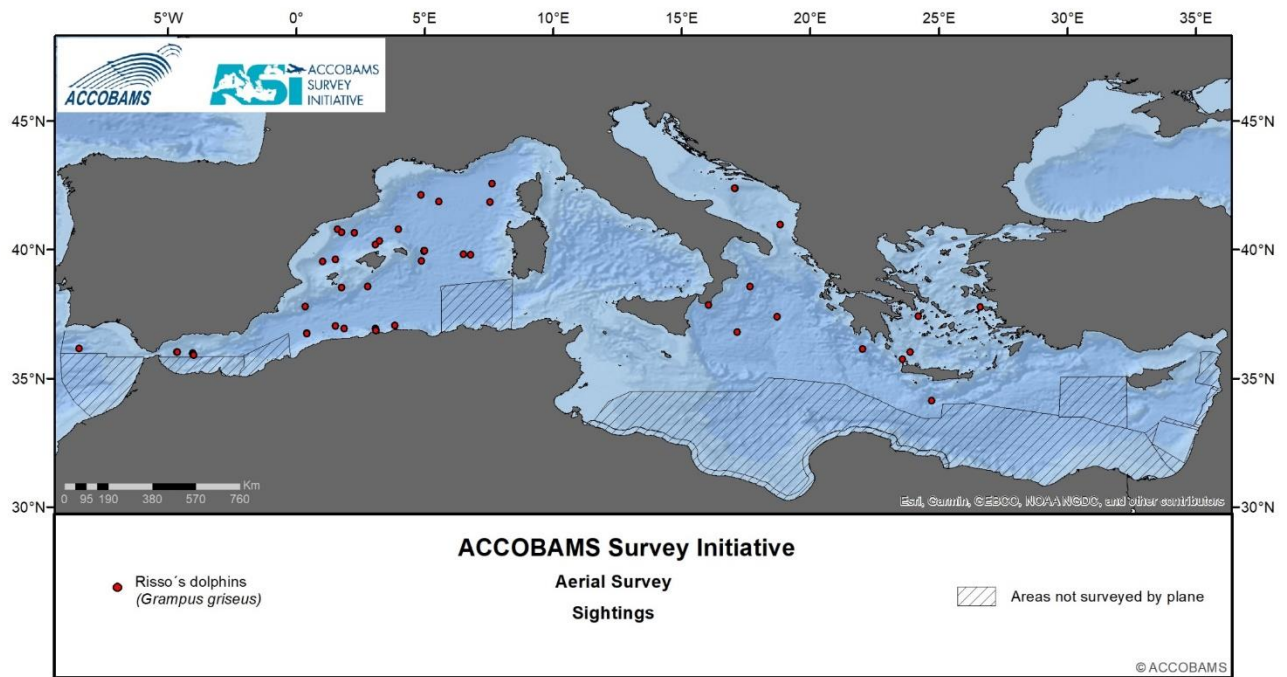 5°W 0° 5°E 10°E 15°E 20°E 25°E 30°E 35°E
ACCOBAMS
ASI
ACCOBAMS
SURVEY
INITIATIVE
45°N 45°N
40°N 40°N
35°N 35°N
Km
0 95 190 380 570 760
30°N 30°N
Esri, Garmin, GEBCO, NOAA NGDC, and other contributors
ACCOBAMS Survey Initiative
Aerial Survey
Sightings
Risso´s dolphins
(Grampus griseus)
Areas not surveyed by plane
© ACCOBAMS